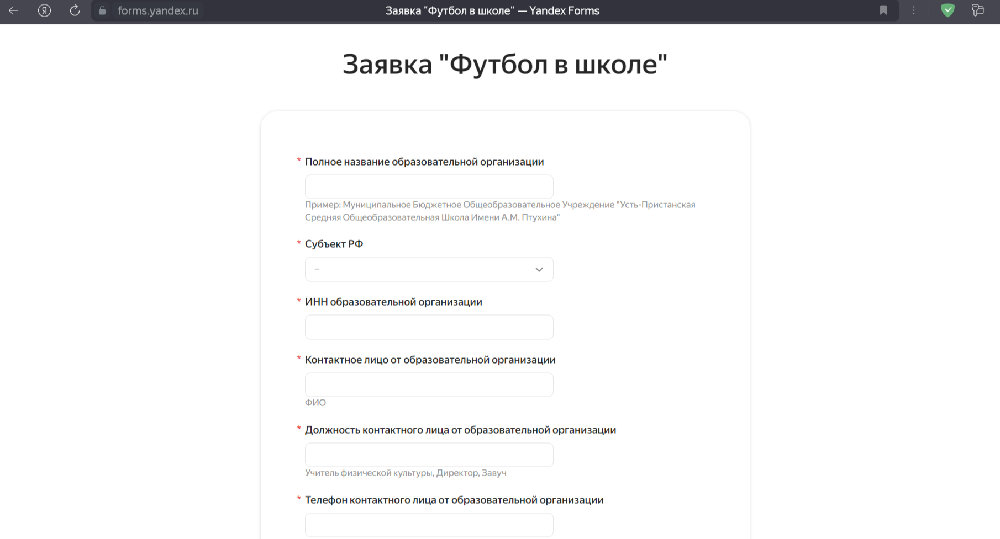 forms.yandex.ru
Заявка "Футбол в школе" — Yandex Forms
Заявка "Футбол в школе"
* Полное название образовательной организации
Пример: Муниципальное Бюджетное Общеобразовательное Учреждение "Усть-Пристанская
Средняя Общеобразовательная Школа Имени А.М. Птухина"
* Субъект РФ
–
* ИНН образовательной организации
* Контактное лицо от образовательной организации
ФИО
* Должность контактного лица от образовательной организации
Учитель физической культуры, Директор, Завуч
* Телефон контактного лица от образовательной организации